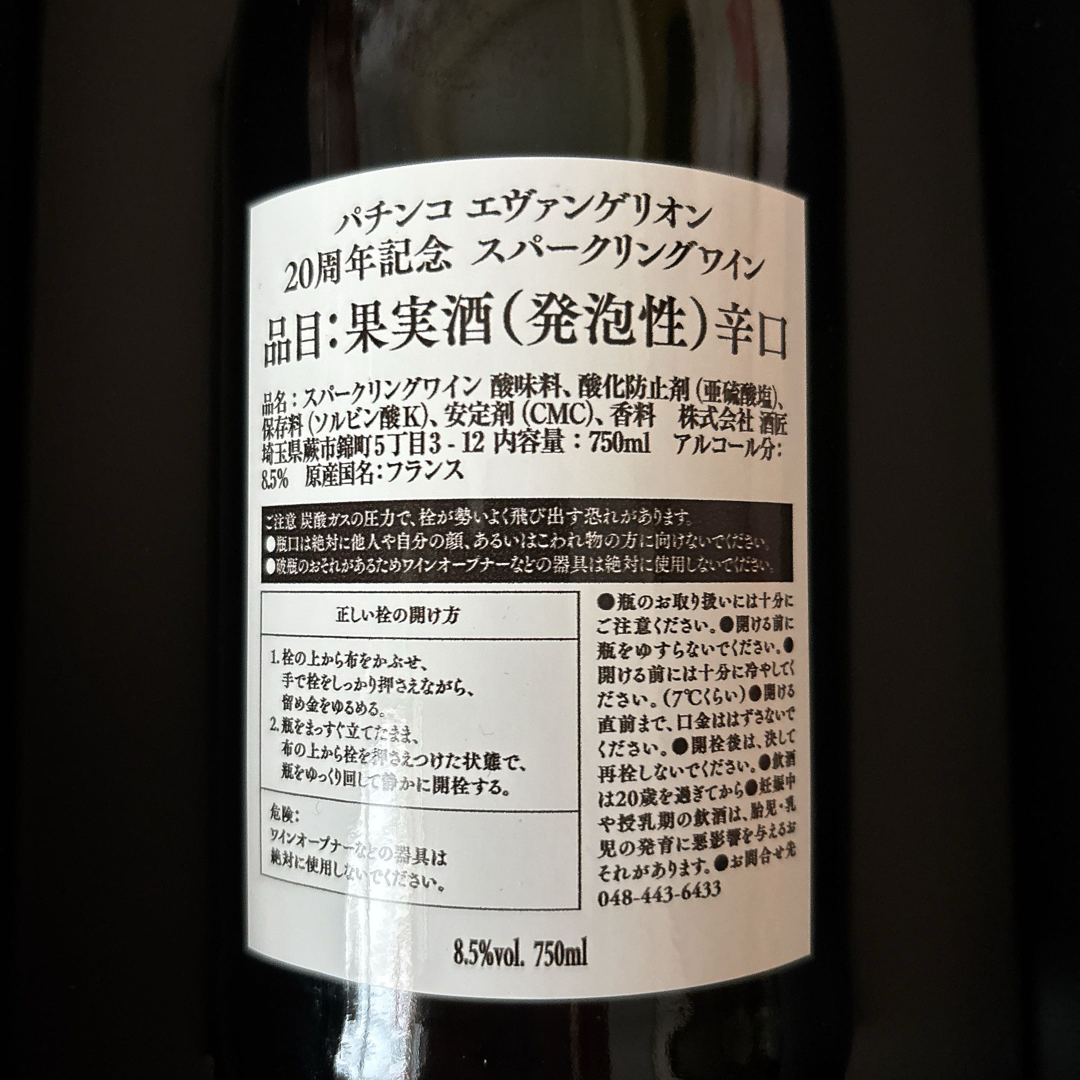 パチンコ エヴァンゲリオン
20周年記念 スパークリングワイン
品目:果実酒(発泡性)辛口
品名:スパークリングワイン 酸味料、酸化防止剤(亜硫酸塩)、
保存料(ソルビン酸K)、安定剤(CMC)、香料 株式会社 酒匠
埼玉県蕨市錦町5丁目3-12 内容量:750ml アルコール分:
8.5% 原産国名:フランス
ご注意 炭酸ガスの圧力で、栓が勢いよく飛び出す恐れがあります。
●瓶口は絶対に他人や自分の顔、あるいはこわれ物の方に向けないでください。
●破瓶のおそれがあるためワインオープナーなどの器具は絶対に使用しないでください。
正しい栓の開け方
1.栓の上から布をかぶせ、
手で栓をしっかり押さえながら、
留め金をゆるめる。
2.瓶をまっすぐ立てたまま、
布の上から栓を押さえつけた状態で、
瓶をゆっくり回して静かに開栓する。
危険:
ワインオープナーなどの器具は
絶対に使用しないでください。
●瓶のお取り扱いには十分に
ご注意ください。●開ける前に
瓶をゆすらないでください。●
開ける前には十分に冷やしてく
ださい。(7℃くらい)●開ける
直前まで、口金ははずさないで
ください。●開栓後は、決して
再栓しないでください。●飲酒
は20歳を過ぎてから●妊娠中
や授乳期の飲酒は、胎児・乳
児の発育に悪影響を与えるお
それがあります。●お問合せ先
048-443-6433
8.5%vol. 750ml